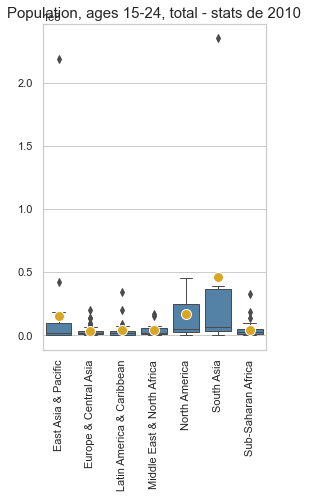 Population, ages 15-24, total - stats de 2010
1e8
2.0
1.5
1.0
0.5
0.0
East Asia & Pacific
Europe & Central Asia
Latin America & Caribbean
Middle East & North Africa
North America
South Asia
Sub-Saharan Africa